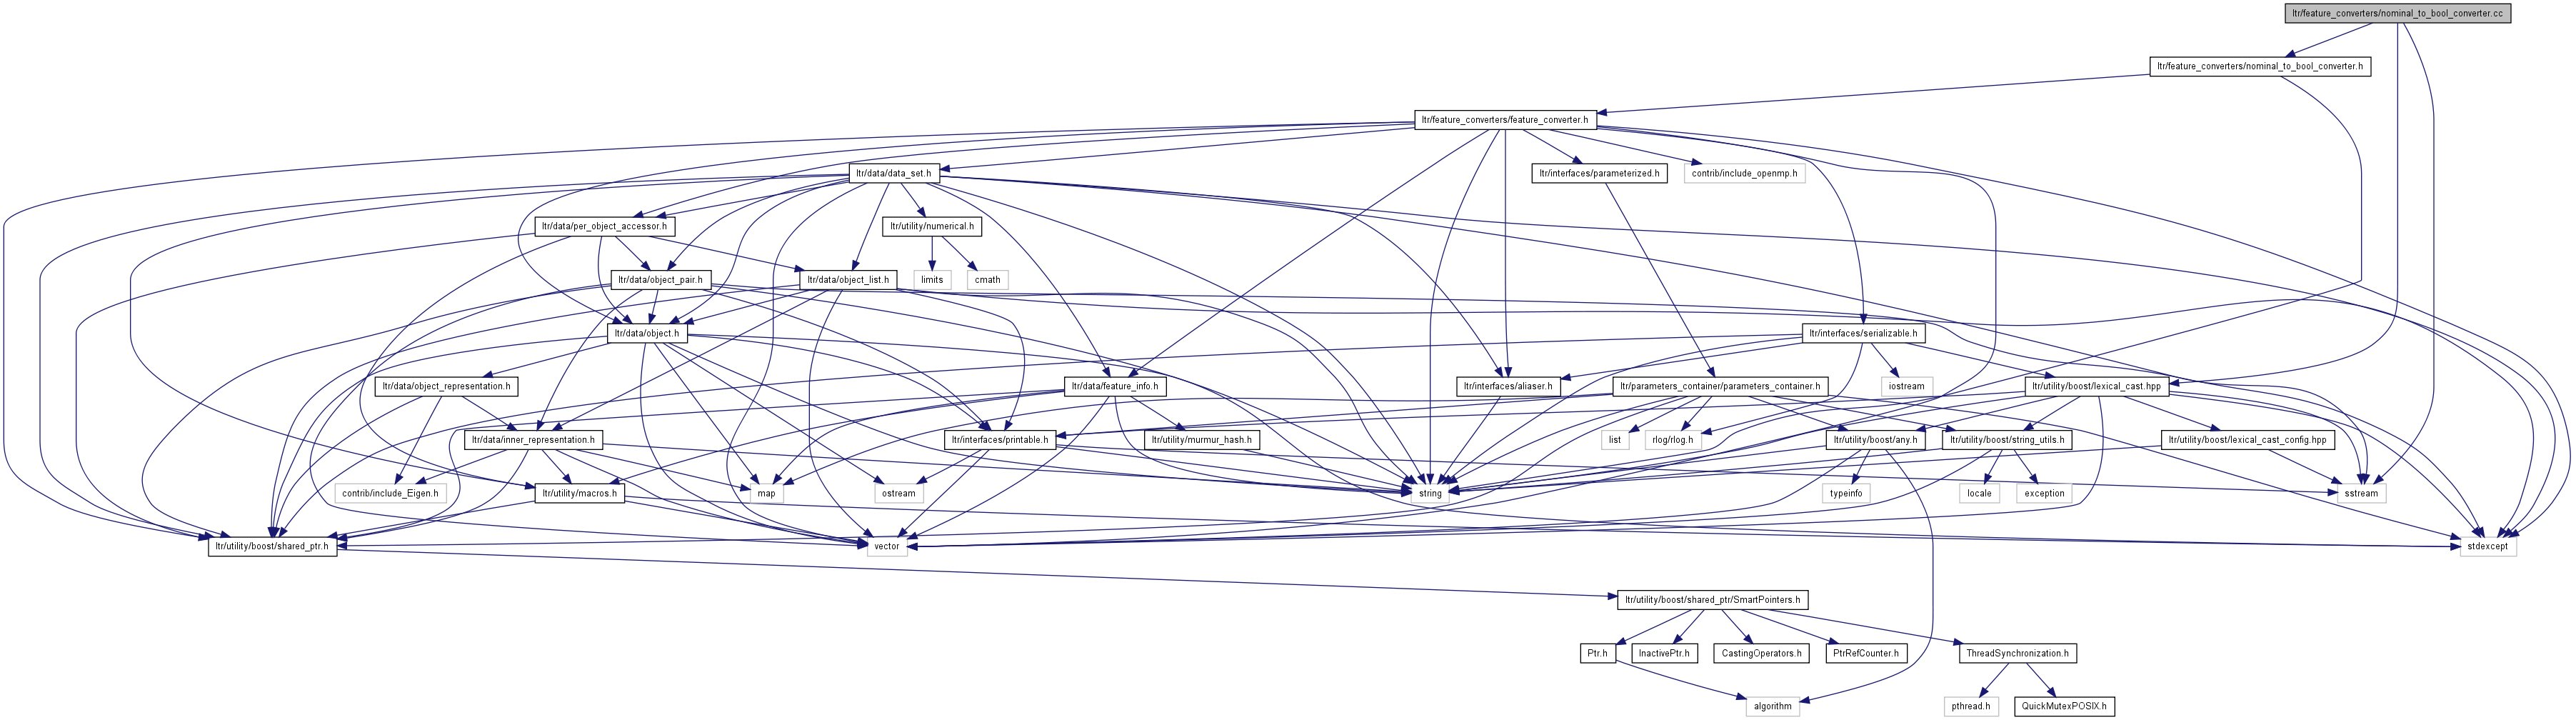 ltr/feature_converters/nominal_to_bool_converter.cc
ltr/feature_converters/nominal_to_bool_converter.h
ltr/feature_converters/feature_converter.h
ltr/data/data_set.h
ltr/interfaces/parameterized.h
contrib/include_openmp.h
ltr/data/per_object_accessor.h
ltr/utility/numerical.h
ltr/data/object_pair.h
ltr/data/object_list.h
limits
cmath
ltr/data/object.h
ltr/interfaces/serializable.h
ltr/data/object_representation.h
ltr/data/feature_info.h
ltr/interfaces/aliaser.h
ltr/parameters_container/parameters_container.h
iostream
ltr/utility/boost/lexical_cast.hpp
ltr/data/inner_representation.h
ltr/interfaces/printable.h
ltr/utility/murmur_hash.h
list
rlog/rlog.h
ltr/utility/boost/any.h
ltr/utility/boost/string_utils.h
ltr/utility/boost/lexical_cast_config.hpp
contrib/include_Eigen.h
ltr/utility/macros.h
map
ostream
string
typeinfo
locale
exception
sstream
ltr/utility/boost/shared_ptr.h
vector
stdexcept
ltr/utility/boost/shared_ptr/SmartPointers.h
Ptr.h
InactivePtr.h
CastingOperators.h
PtrRefCounter.h
ThreadSynchronization.h
algorithm
pthread.h
QuickMutexPOSIX.h